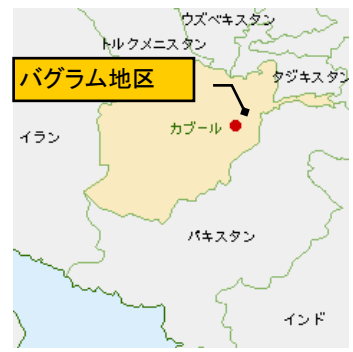 ウズベキスタン
トルクメニスタン
タジキスタン
バグラム地区
カブール
イラン
パキスタン
インド